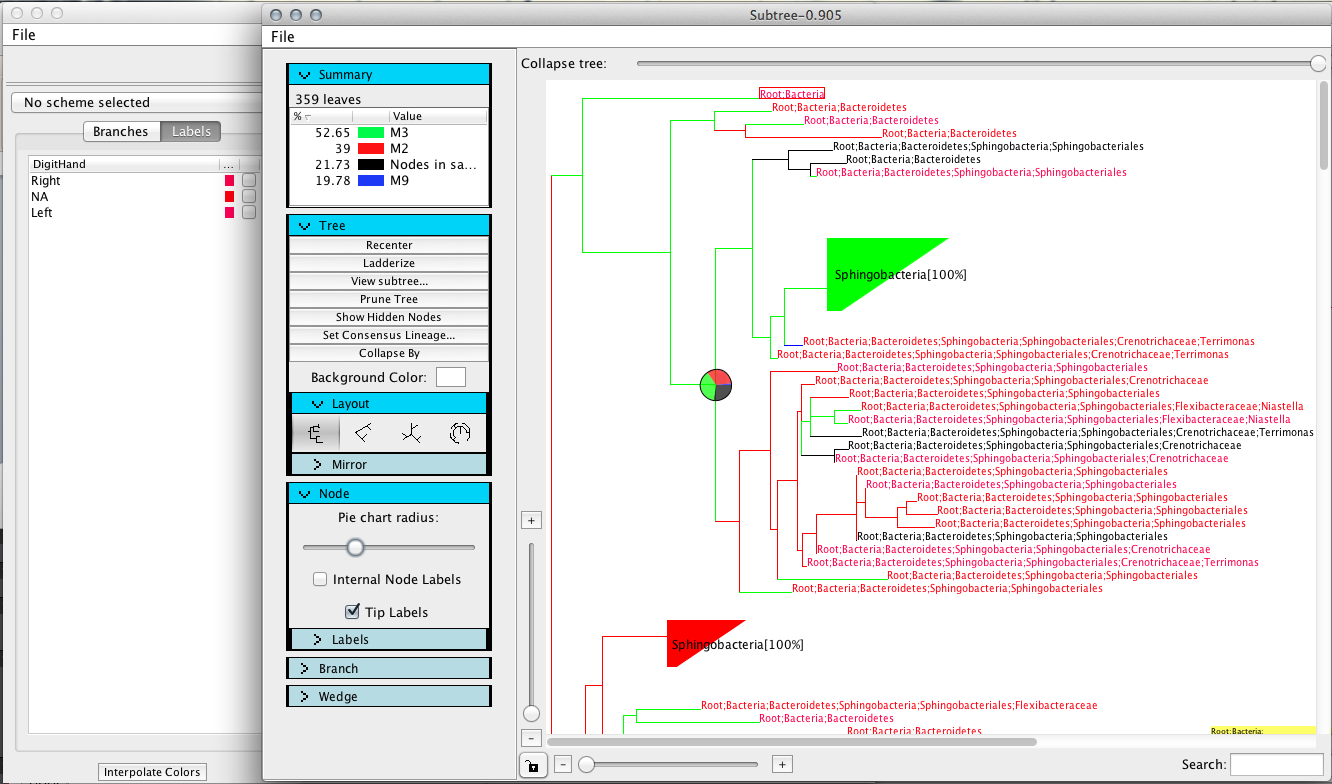 File
No scheme selected
Branches
Labels
DigitHand
...
Right
NA
Left
Interpolate Colors
Subtree-0.905
File
Summary
359 leaves
% Value
52.65 M3
39 M2
21.73 Nodes in sa...
19.78 M9
Tree
Recenter
Ladderize
View subtree...
Prune Tree
Show Hidden Nodes
Set Consensus Lineage...
Collapse By
Background Color:
Layout
Mirror
Node
Pie chart radius:
Internal Node Labels
Tip Labels
Labels
Branch
Wedge
Collapse tree:
Root;Bacteria
Root;Bacteria;Bacteroidetes
Root;Bacteria;Bacteroidetes
Root;Bacteria;Bacteroidetes
Root;Bacteria;Bacteroidetes;Sphingobacteria;Sphingobacteriales
Root;Bacteria;Bacteroidetes
Root;Bacteria;Bacteroidetes;Sphingobacteria;Sphingobacteriales
Sphingobacteria[100%]
Root;Bacteria;Bacteroidetes;Sphingobacteria;Sphingobacteriales;Crenotrichaceae;Terrimonas
Root;Bacteria;Bacteroidetes;Sphingobacteria;Sphingobacteriales;Crenotrichaceae;Terrimonas
Root;Bacteria;Bacteroidetes;Sphingobacteria;Sphingobacteriales
Root;Bacteria;Bacteroidetes;Sphingobacteria;Sphingobacteriales;Crenotrichaceae
Root;Bacteria;Bacteroidetes;Sphingobacteria;Sphingobacteriales
Root;Bacteria;Bacteroidetes;Sphingobacteria;Sphingobacteriales;Flexibacteraceae;Niastella
Root;Bacteria;Bacteroidetes;Sphingobacteria;Sphingobacteriales;Flexibacteraceae;Niastella
Root;Bacteria;Bacteroidetes;Sphingobacteria;Sphingobacteriales;Crenotrichaceae;Terrimonas
Root;Bacteria;Bacteroidetes;Sphingobacteria;Sphingobacteriales;Crenotrichaceae
Root;Bacteria;Bacteroidetes;Sphingobacteria;Sphingobacteriales;Crenotrichaceae
Root;Bacteria;Bacteroidetes;Sphingobacteria;Sphingobacteriales
Root;Bacteria;Bacteroidetes;Sphingobacteria;Sphingobacteriales
Root;Bacteria;Bacteroidetes;Sphingobacteria;Sphingobacteriales
Root;Bacteria;Bacteroidetes;Sphingobacteria;Sphingobacteriales
Root;Bacteria;Bacteroidetes;Sphingobacteria;Sphingobacteriales
Root;Bacteria;Bacteroidetes;Sphingobacteria;Sphingobacteriales
Root;Bacteria;Bacteroidetes;Sphingobacteria;Sphingobacteriales;Crenotrichaceae
Root;Bacteria;Bacteroidetes;Sphingobacteria;Sphingobacteriales;Crenotrichaceae;Terrimonas
Root;Bacteria;Bacteroidetes;Sphingobacteria;Sphingobacteriales
Root;Bacteria;Bacteroidetes;Sphingobacteria;Sphingobacteriales
Sphingobacteria[100%]
Root;Bacteria;Bacteroidetes;Sphingobacteria;Sphingobacteriales;Flexibacteraceae
Root;Bacteria;Bacteroidetes
Root;Bacteria;Bacteroidetes
Root;Bacteria;
+
-
-
+
Search: